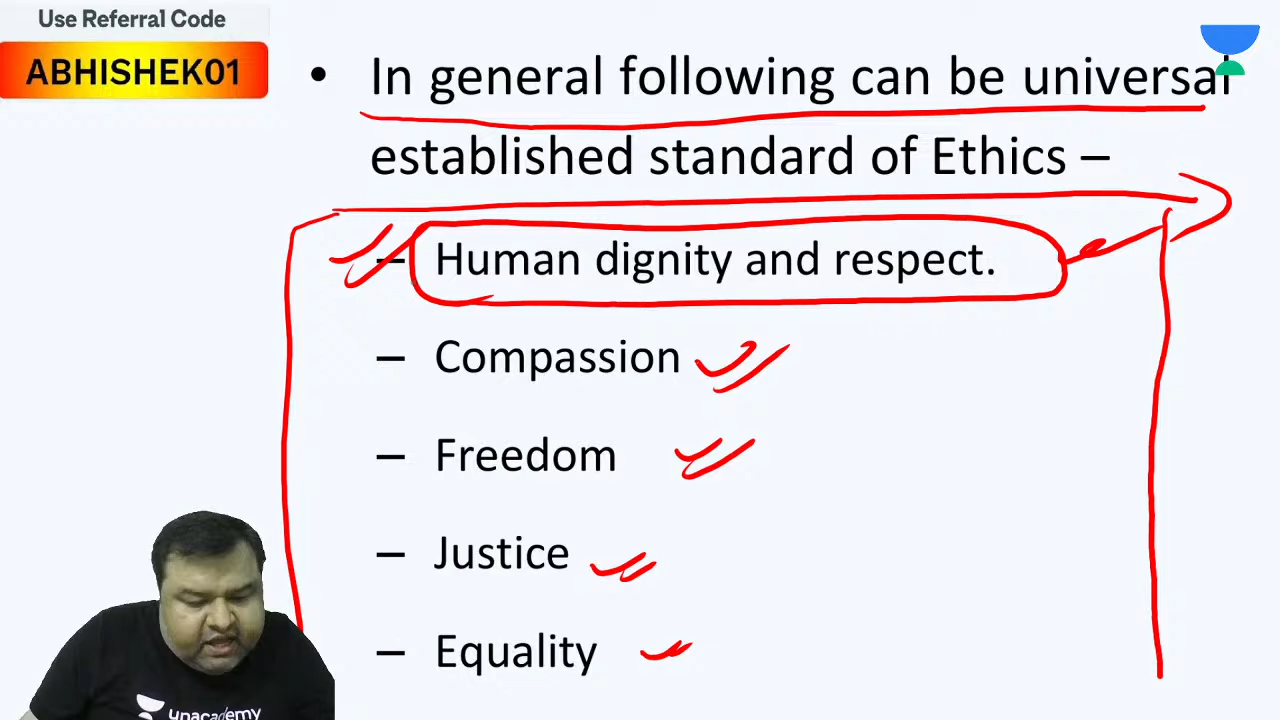 Use Referral Code
ABHISHEK01
• In general following can be universal
established standard of Ethics –
– Human dignity and respect.
– Compassion
– Freedom
– Justice
– Equality
unacademy